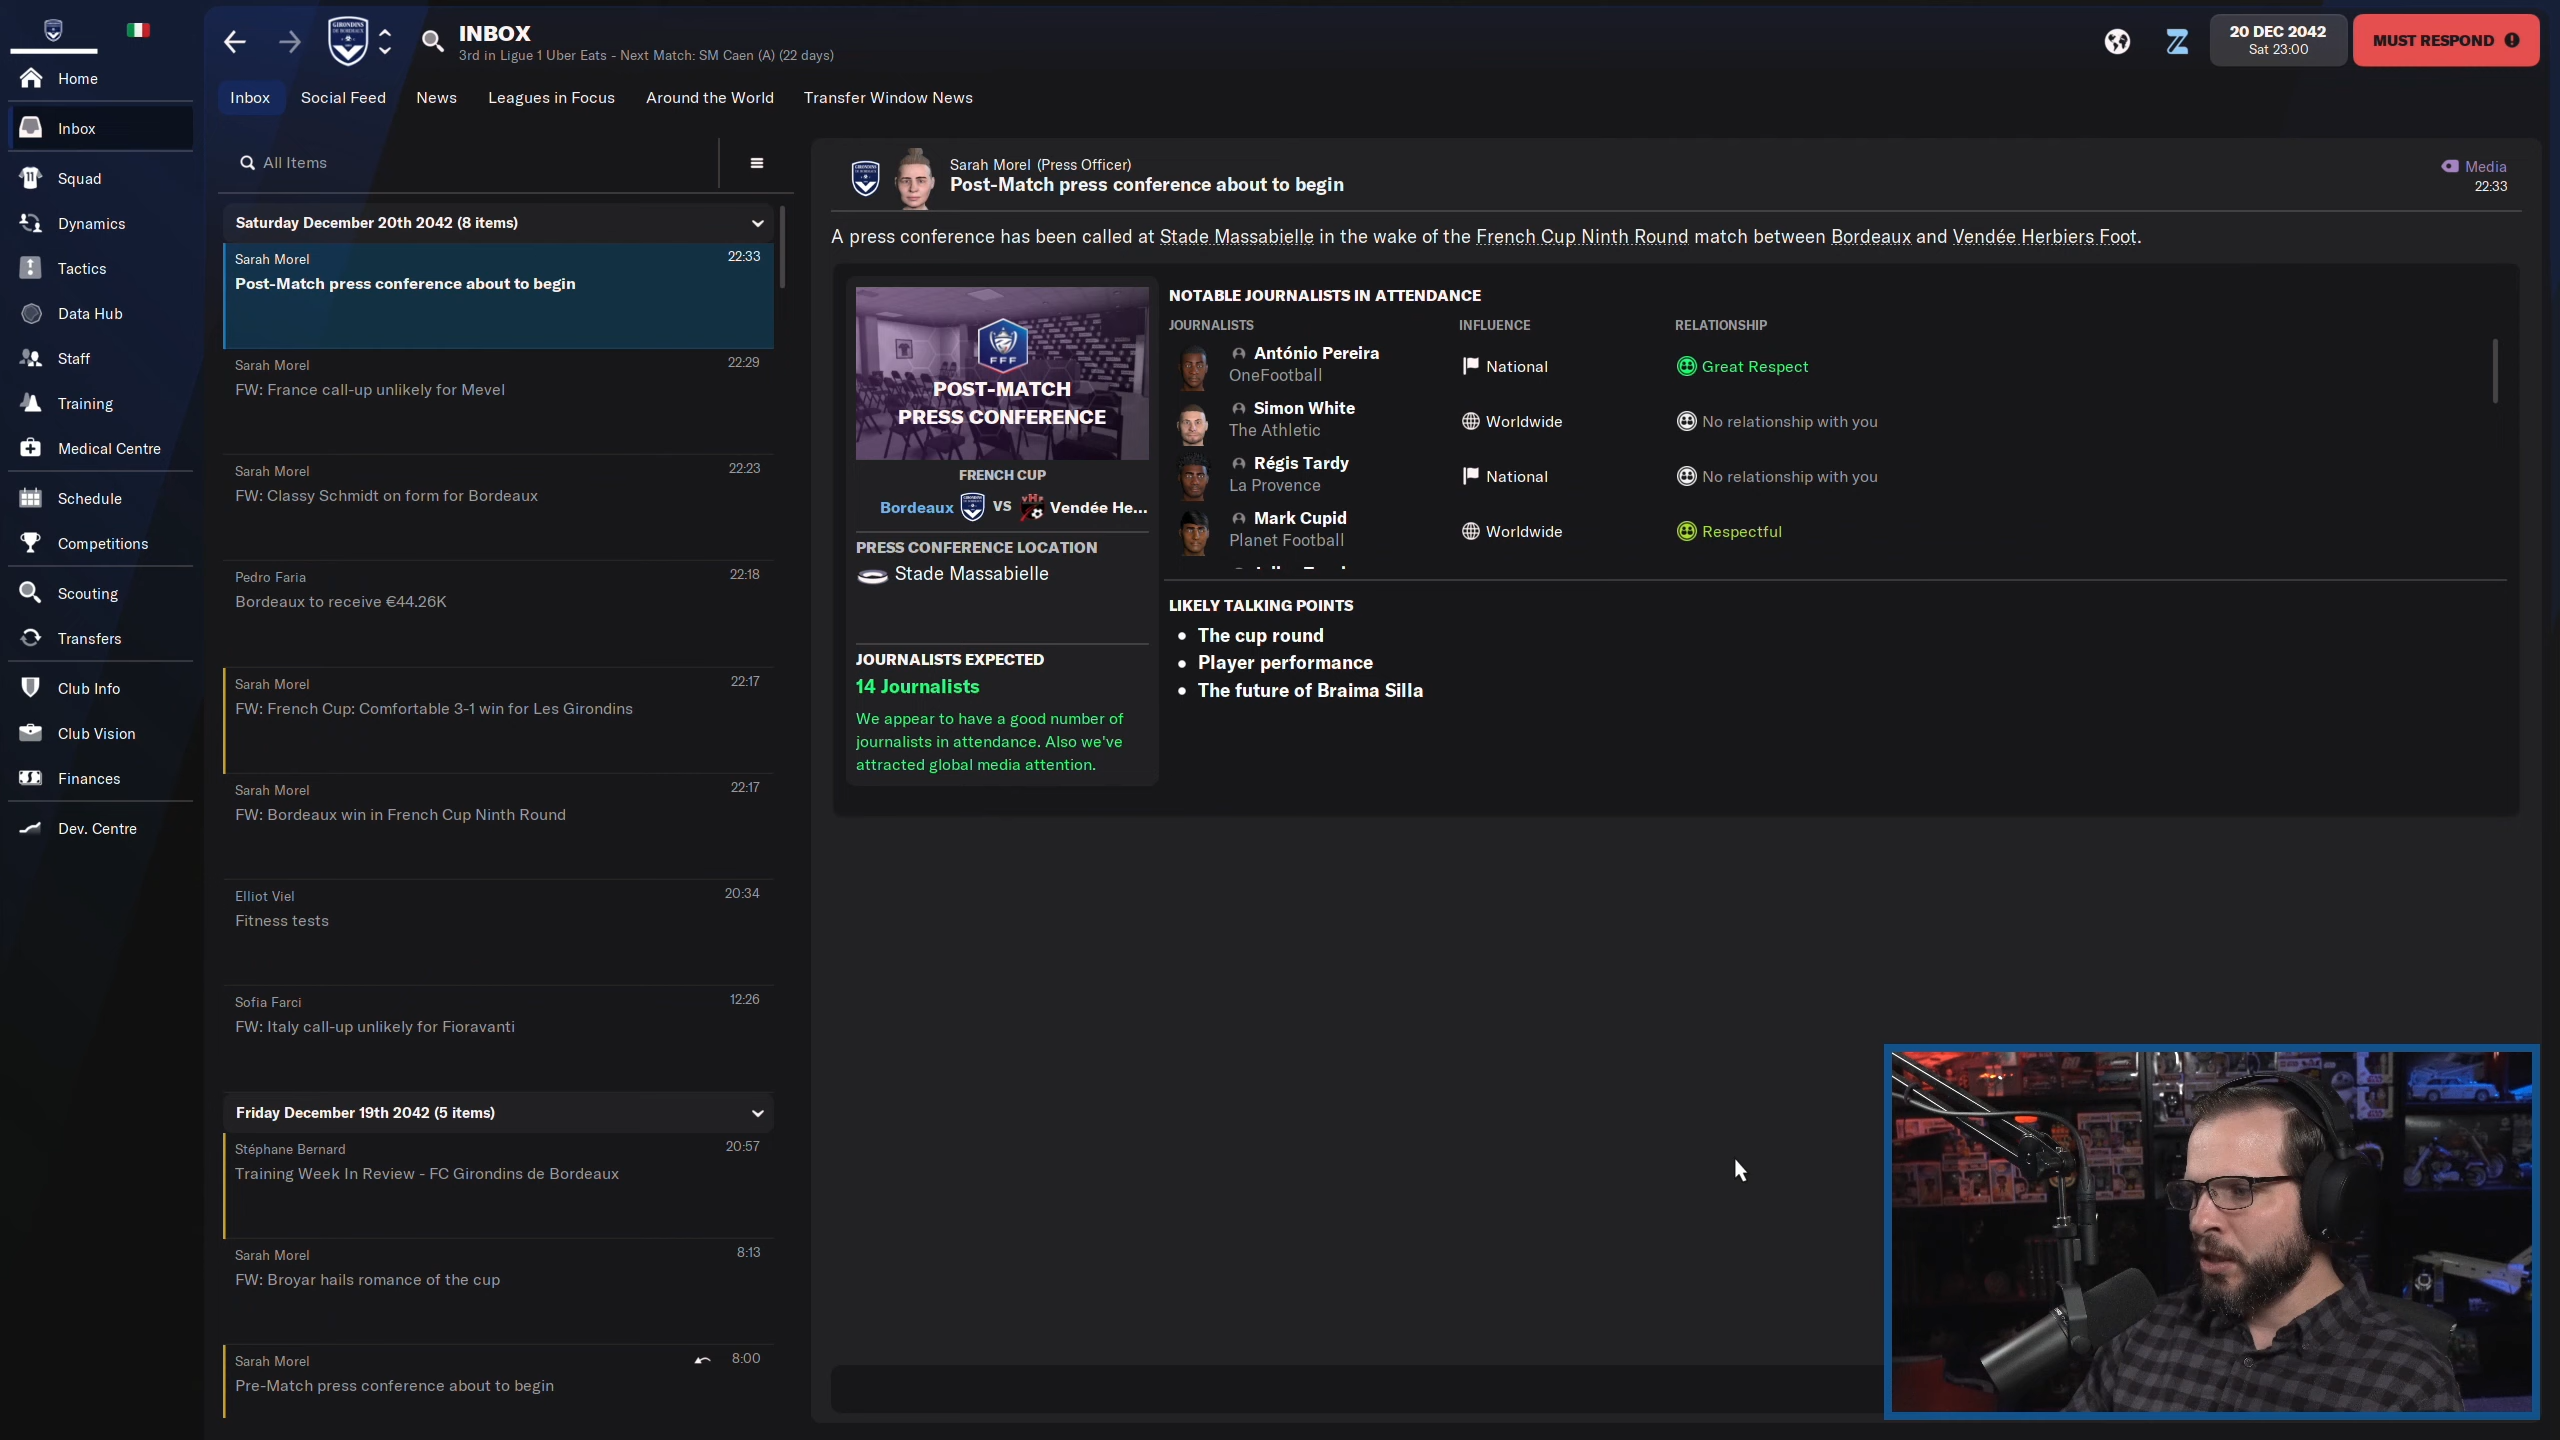 INBOX
3rd in Ligue 1 Uber Eats - Next Match: SM Caen (A) (22 days)
20 DEC 2042
Sat 23:00
MUST RESPOND
Home
Inbox
Squad
Dynamics
Tactics
Data Hub
Staff
Training
Medical Centre
Schedule
Competitions
Scouting
Transfers
Club Info
Club Vision
Finances
Dev. Centre
Inbox
Social Feed
News
Leagues in Focus
Around the World
Transfer Window News
All Items
Saturday December 20th 2042 (8 items)
Sarah Morel
22:33
Post-Match press conference about to begin
Sarah Morel
22:29
FW: France call-up unlikely for Mevel
Sarah Morel
22:23
FW: Classy Schmidt on form for Bordeaux
Pedro Faria
22:18
Bordeaux to receive €44.26K
Sarah Morel
22:17
FW: French Cup: Comfortable 3-1 win for Les Girondins
Sarah Morel
22:17
FW: Bordeaux win in French Cup Ninth Round
Elliot Viel
20:34
Fitness tests
Sofia Farci
12:26
FW: Italy call-up unlikely for Fioravanti
Friday December 19th 2042 (5 items)
Stéphane Bernard
20:57
Training Week In Review - FC Girondins de Bordeaux
Sarah Morel
8:13
FW: Broyar hails romance of the cup
Sarah Morel
8:00
Pre-Match press conference about to begin
Sarah Morel (Press Officer)
Post-Match press conference about to begin
Media
22:33
A press conference has been called at Stade Massabielle in the wake of the French Cup Ninth Round match between Bordeaux and Vendée Herbiers Foot.
FFF
POST-MATCH
PRESS CONFERENCE
FRENCH CUP
Bordeaux VS Vendée He...
PRESS CONFERENCE LOCATION
Stade Massabielle
JOURNALISTS EXPECTED
14 Journalists
We appear to have a good number of
journalists in attendance. Also we've
attracted global media attention.
NOTABLE JOURNALISTS IN ATTENDANCE
JOURNALISTS
INFLUENCE
RELATIONSHIP
António Pereira
OneFootball
National
Great Respect
Simon White
The Athletic
Worldwide
No relationship with you
Régis Tardy
La Provence
National
No relationship with you
Mark Cupid
Planet Football
Worldwide
Respectful
LIKELY TALKING POINTS
• The cup round
• Player performance
• The future of Braima Silla